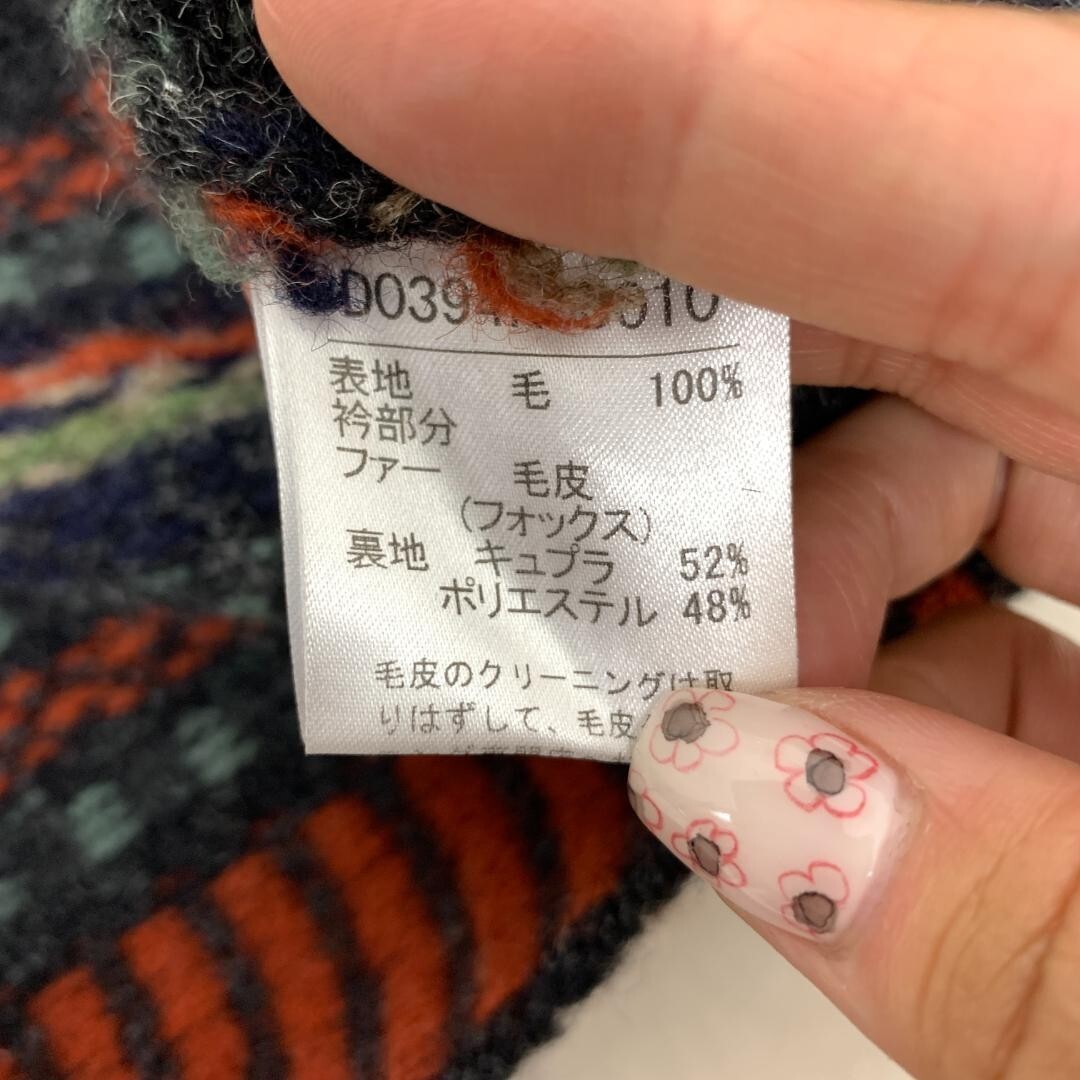 表地 毛 100%
衿部分
ファー 毛皮
(フォックス)
裏地 キュプラ 52%
ポリエステル 48%
毛皮のクリーニングは取
りはずして、毛皮